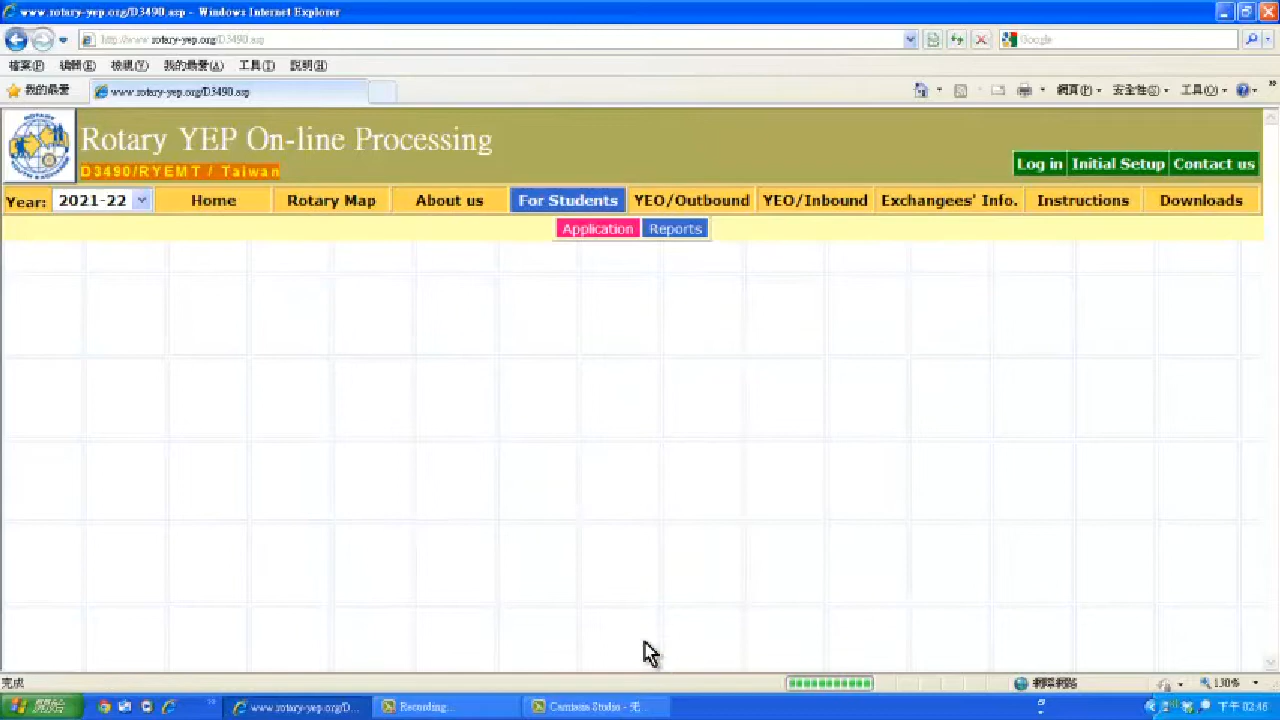 www.rotary-yep.org/D3490.asp - Windows Internet Explorer
http://www.rotary-yep.org/D3490.asp
Google
檔案(F) 編輯(E) 檢視(V) 我的最愛(A) 工具(T) 說明(H)
我的最愛 www.rotary-yep.org/D3490.asp 網頁(P) 安全性(S) 工具(O)
Rotary YEP On-line Processing
D3490/RYEMT / Taiwan
Log in Initial Setup Contact us
Year: 2021-22 Home Rotary Map About us For Students YEO/Outbound YEO/Inbound Exchangees' Info. Instructions Downloads
Application Reports
完成 網際網路 130%
開始 www.rotary-yep.org/D... Recording... Camtasia Studio - 无... 下午 02:46